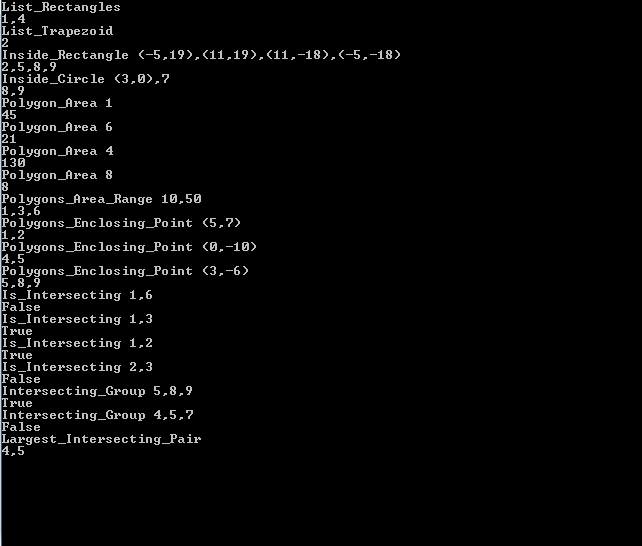 List_Rectangles
1,4
List_Trapezoid
2
Inside_Rectangle (-5,19),(11,19),(11,-18),(-5,-18)
2,5,8,9
Inside_Circle (3,0),7
8,9
Polygon_Area 1
45
Polygon_Area 6
21
Polygon_Area 4
130
Polygon_Area 8
8
Polygons_Area_Range 10,50
1,3,6
Polygons_Enclosing_Point (5,7)
1,2
Polygons_Enclosing_Point (0,-10)
4,5
Polygons_Enclosing_Point (3,-6)
5,8,9
Is_Intersecting 1,6
False
Is_Intersecting 1,3
True
Is_Intersecting 1,2
True
Is_Intersecting 2,3
False
Intersecting_Group 5,8,9
True
Intersecting_Group 4,5,7
False
Largest_Intersecting_Pair
4,5